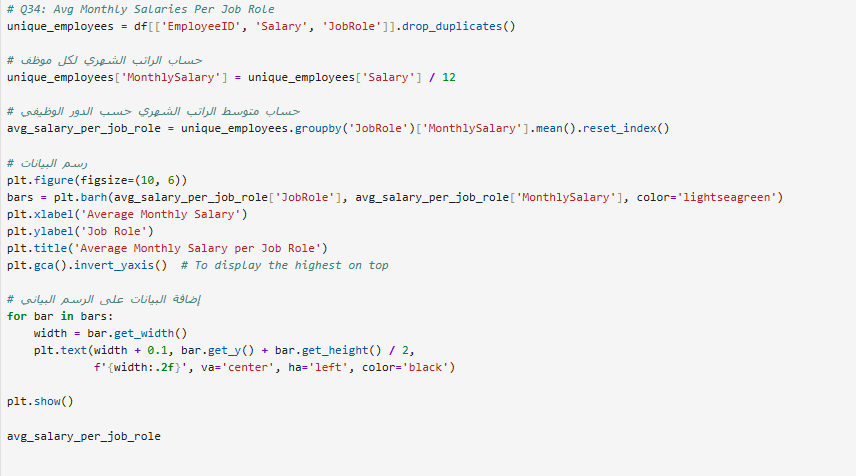 # Q34: Avg Monthly Salaries Per Job Role
unique_employees = df[['EmployeeID', 'Salary', 'JobRole']].drop_duplicates()
# حساب الراتب الشهري لكل موظف
unique_employees['MonthlySalary'] = unique_employees['Salary'] / 12
# حساب متوسط الراتب الشهري حسب الدور الوظيفي
avg_salary_per_job_role = unique_employees.groupby('JobRole')['MonthlySalary'].mean().reset_index()
# رسم البيانات
plt.figure(figsize=(10, 6))
bars = plt.barh(avg_salary_per_job_role['JobRole'], avg_salary_per_job_role['MonthlySalary'], color='lightseagreen')
plt.xlabel('Average Monthly Salary')
plt.ylabel('Job Role')
plt.title('Average Monthly Salary per Job Role')
plt.gca().invert_yaxis()  # To display the highest on top
# إضافة البيانات على الرسم البياني
for bar in bars:
    width = bar.get_width()
    plt.text(width + 0.1, bar.get_y() + bar.get_height() / 2,
             f'{width:.2f}', va='center', ha='left', color='black')
plt.show()
avg_salary_per_job_role